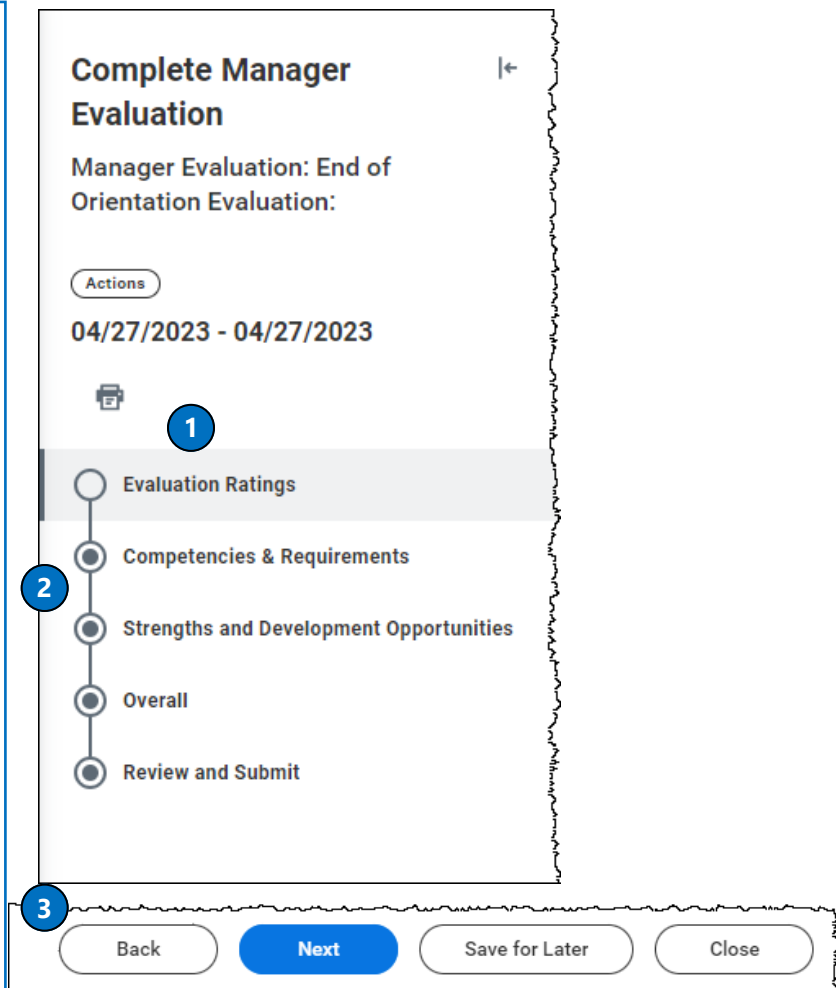 Complete Manager
Evaluation
Manager Evaluation: End of
Orientation Evaluation:
Actions
04/27/2023 - 04/27/2023
1
Evaluation Ratings
Competencies & Requirements
2
Strengths and Development Opportunities
Overall
Review and Submit
3
Back Next Save for Later Close